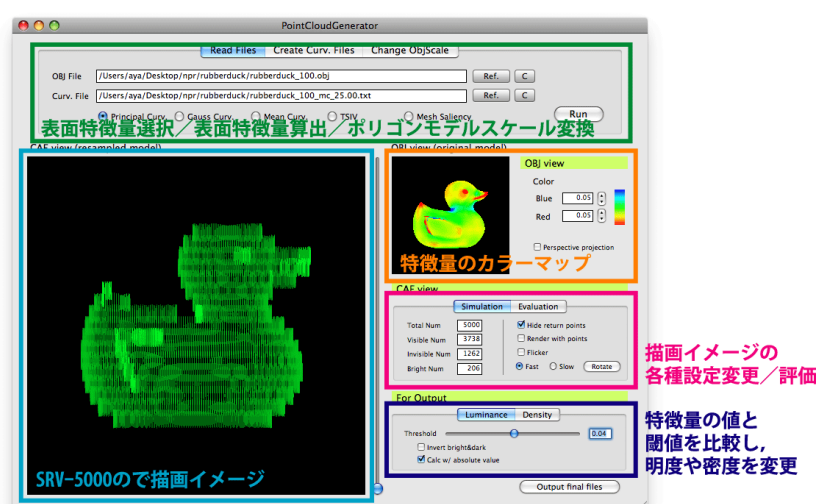 PointCloudGenerator
Read Files Create Curv. Files Change ObjScale
OBJ File /Users/aya/Desktop/npr/rubberduck/rubberduck_100.obj Ref. C
Curv. File /Users/aya/Desktop/npr/rubberduck/rubberduck_100_mc_25.00.txt Ref. C
Principal Curv. Gauss Curv. Mean Curv. TSIV Mesh Saliency Run
表面特徴量選択／表面特徴量算出／ポリゴンモデルスケール変換
CAE view (resampled model)
OBJ view (original model)
OBJ view
Color
Blue 0.05
Red 0.05
Perspective projection
特徴量のカラーマップ
CAE view
Simulation Evaluation
Total Num 5000 Hide return points
Visible Num 3738 Render with points
Invisible Num 1262 Flicker
Bright Num 206 Fast Slow Rotate
描画イメージの
各種設定変更／評価
For Output
Luminance Density
Threshold 0.04
Invert bright&dark
Calc w/ absolute value
特徴量の値と
閾値を比較し,
明度や密度を変更
SRV-5000ので描画イメージ
Output final files